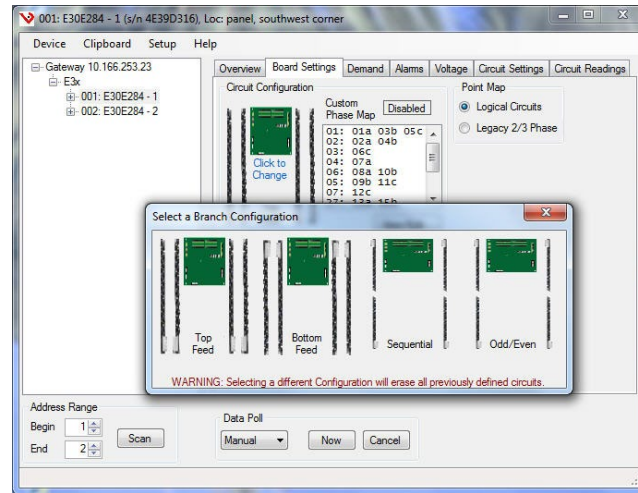 001: E30E284 - 1 (s/n 4E39D316), Loc: panel, southwest corner
Device Clipboard Setup Help
Gateway 10.166.253.23
E3x
001: E30E284 - 1
002: E30E284 - 2
Overview Board Settings Demand Alarms Voltage Circuit Settings Circuit Readings
Circuit Configuration
Click to
Change
Custom
Phase Map
Disabled
01: 01a 03b 05c
02: 02a 04b
03: 06c
04: 07a
06: 08a 10b
05: 09b 11c
07: 12c
Point Map
Logical Circuits
Legacy 2/3 Phase
Select a Branch Configuration
Top
Feed
Bottom
Feed
Sequential
Odd/Even
WARNING: Selecting a different Configuration will erase all previously defined circuits.
Address Range
Begin 1
End 2
Scan
Data Poll
Manual Now Cancel